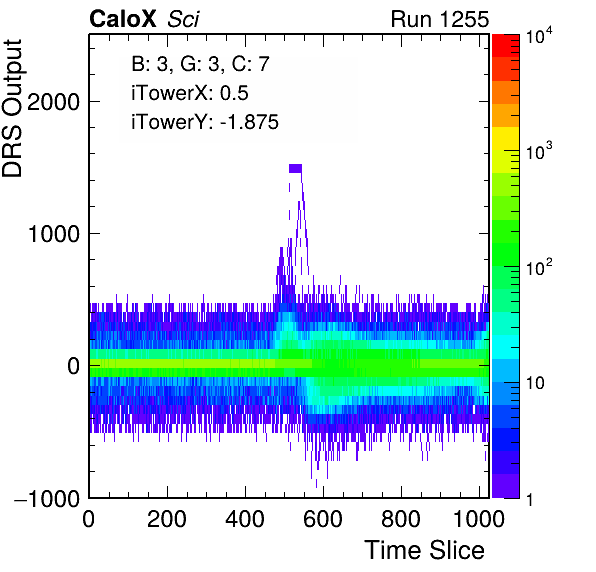 CaloX Sci Run 1255
B: 3, G: 3, C: 7
iTowerX: 0.5
iTowerY: -1.875
DRS Output
2000
1000
0
−1000
0 200 400 600 800 1000
Time Slice
10^4
10^3
10^2
10
1